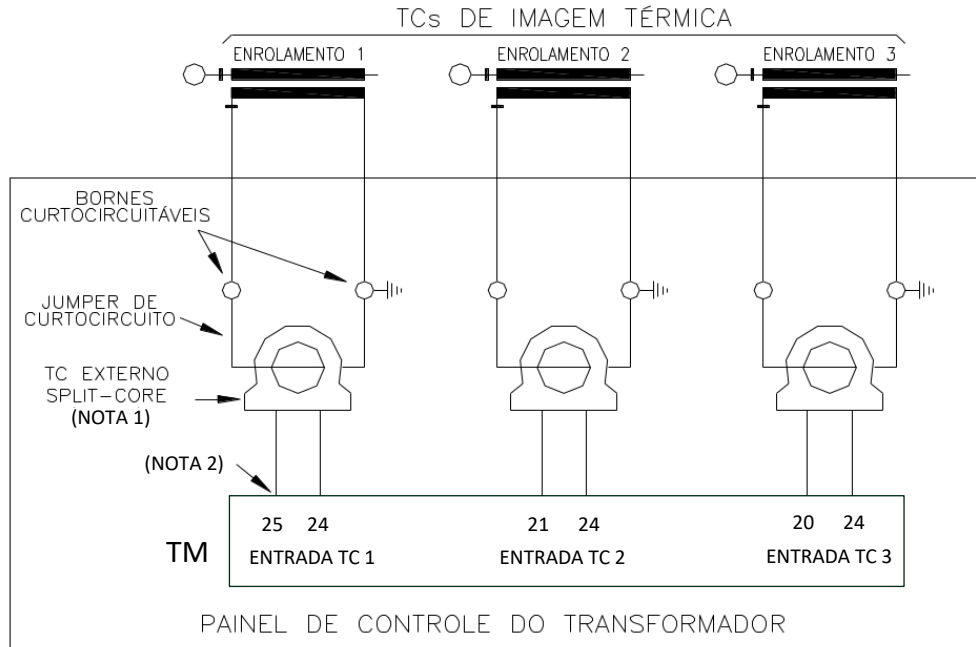 TCs DE IMAGEM TÉRMICA
ENROLAMENTO 1
ENROLAMENTO 2
ENROLAMENTO 3
BORNES
CURTOCIRCUITÁVEIS
JUMPER DE
CURTOCIRCUITO
TC EXTERNO
SPLIT-CORE
(NOTA 1)
(NOTA 2)
25 24
21 24
20 24
TM
ENTRADA TC 1
ENTRADA TC 2
ENTRADA TC 3
PAINEL DE CONTROLE DO TRANSFORMADOR